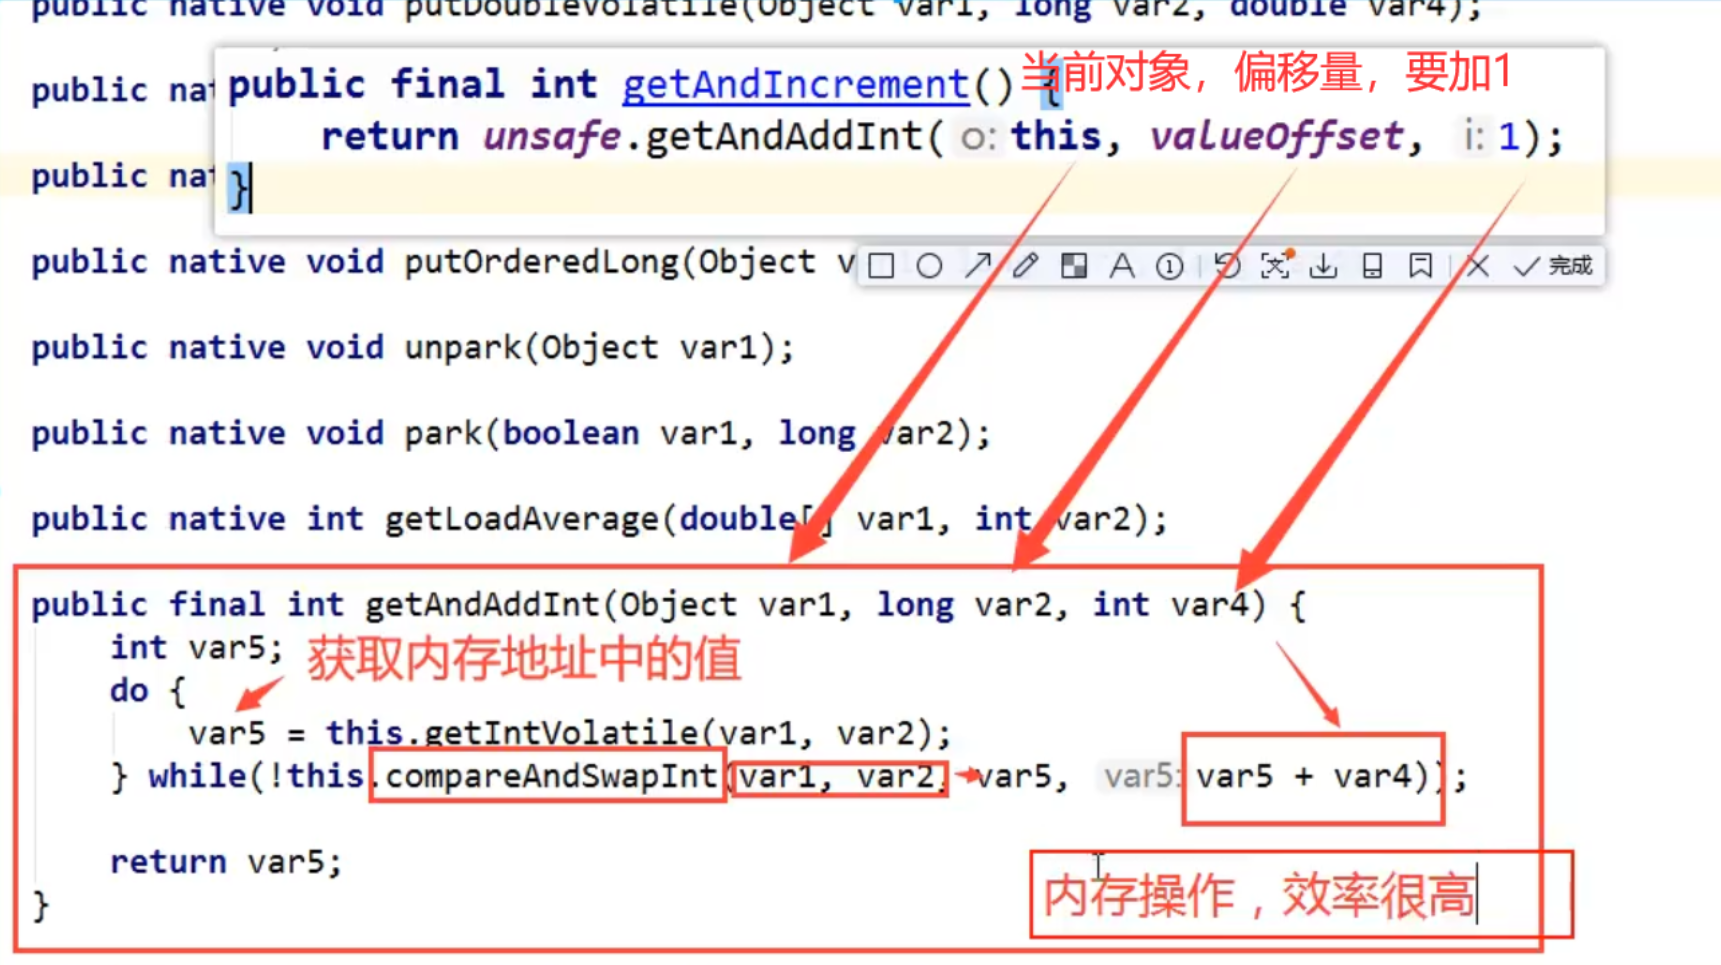 public native void putDoubleVolatile(Object var1, long var2, double var4);
public nat
public final int getAndIncrement() {
当前对象，偏移量，要加1
return unsafe.getAndAddInt( o: this, valueOffset, i: 1);
public nat
}
public native void putOrderedLong(Object v
完成
public native void unpark(Object var1);
public native void park(boolean var1, long var2);
public native int getLoadAverage(double[] var1, int var2);
public final int getAndAddInt(Object var1, long var2, int var4) {
int var5;
获取内存地址中的值
do {
var5 = this.getIntVolatile(var1, var2);
} while(!this.compareAndSwapInt(var1, var2, var5, var5: var5 + var4));
return var5;
内存操作，效率很高
}